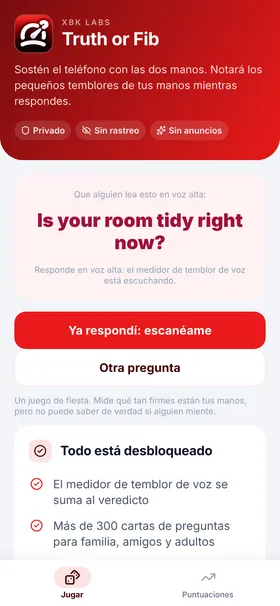 XBK LABS
Truth or Fib
Sostén el teléfono con las dos manos. Notará los
pequeños temblores de tus manos mientras
respondes.
Privado
Sin rastreo
Sin anuncios
Que alguien lea esto en voz alta:
Is your room tidy right
now?
Responde en voz alta: el medidor de temblor de voz
está escuchando.
Ya respondí: escanéame
Otra pregunta
Un juego de fiesta. Mide qué tan firmes están tus manos,
pero no puede saber de verdad si alguien miente.
Todo está desbloqueado
El medidor de temblor de voz se
suma al veredicto
Más de 300 cartas de preguntas
para familia, amigos y adultos
Jugar
Puntuaciones